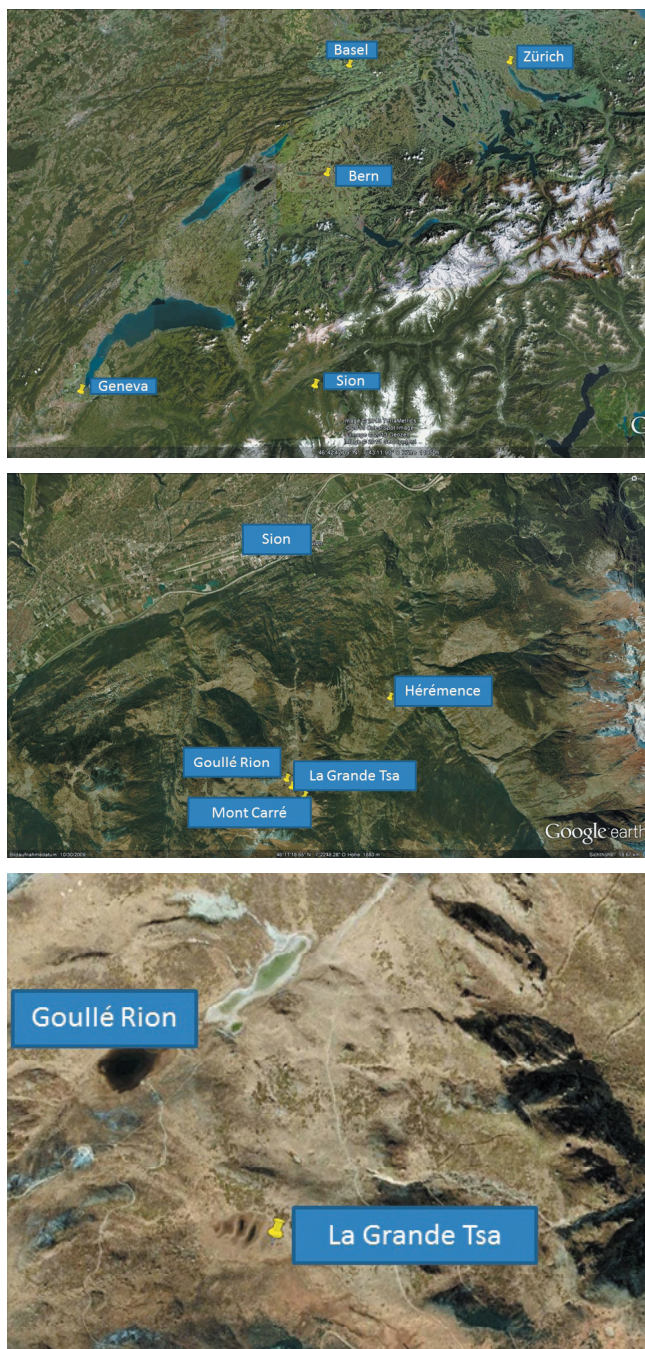 Basel
Zürich
Bern
Geneva
Sion
G
Sion
Hérémence
Goullé Rion
La Grande Tsa
Mont Carré
Google earth
Goullé Rion
La Grande Tsa